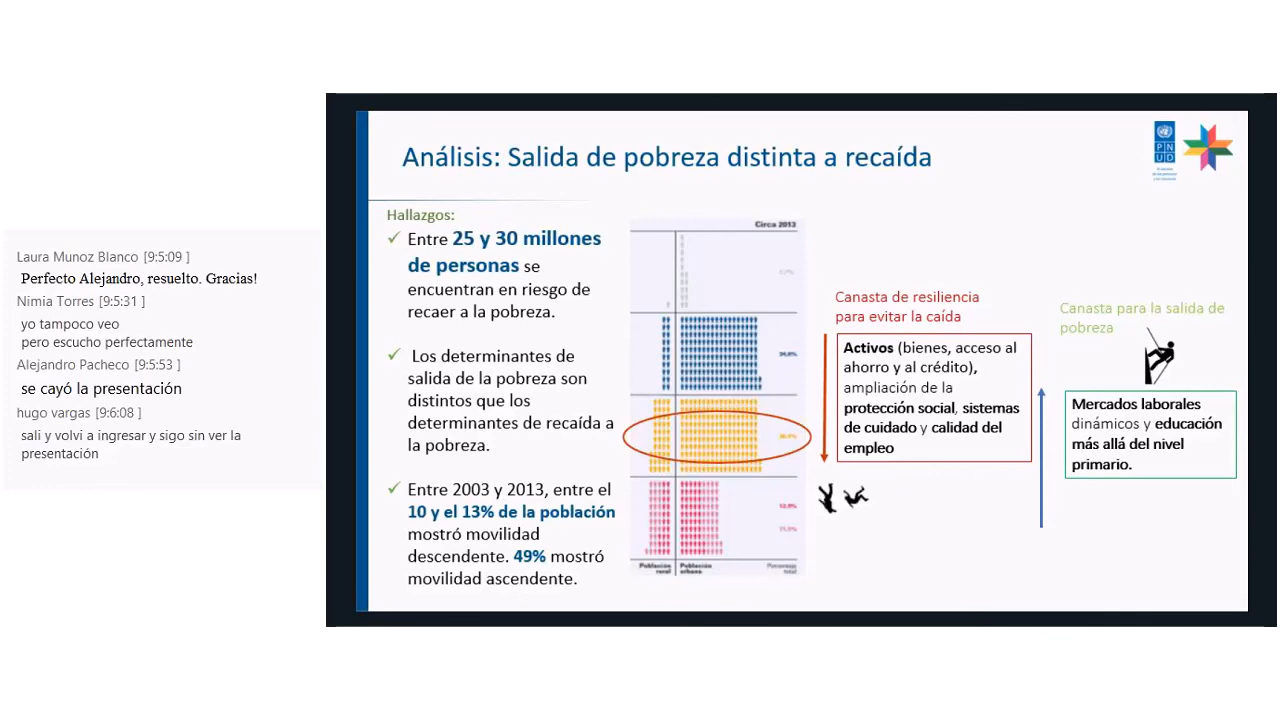 Laura Munoz Blanco [9:5:09 ]
Perfecto Alejandro, resuelto. Gracias!
Nimia Torres [9:5:31 ]
yo tampoco veo
pero escucho perfectamente
Alejandro Pacheco [9:5:53 ]
se cayó la presentación
hugo vargas [9:6:08 ]
sali y volvi a ingresar y sigo sin ver la
presentación
Análisis: Salida de pobreza distinta a recaída
P N
U D
Hallazgos:
Entre 25 y 30 millones
de personas se
encuentran en riesgo de
recaer a la pobreza.
Los determinantes de
salida de la pobreza son
distintos que los
determinantes de recaída a
la pobreza.
Entre 2003 y 2013, entre el
10 y el 13% de la población
mostró movilidad
descendente. 49% mostró
movilidad ascendente.
Circa 2013
Población
rural
Población
urbana
Porcentaje
total
Canasta de resiliencia
para evitar la caída
Activos (bienes, acceso al
ahorro y al crédito),
ampliación de la
protección social, sistemas
de cuidado y calidad del
empleo
Canasta para la salida de
pobreza
Mercados laborales
dinámicos y educación
más allá del nivel
primario.